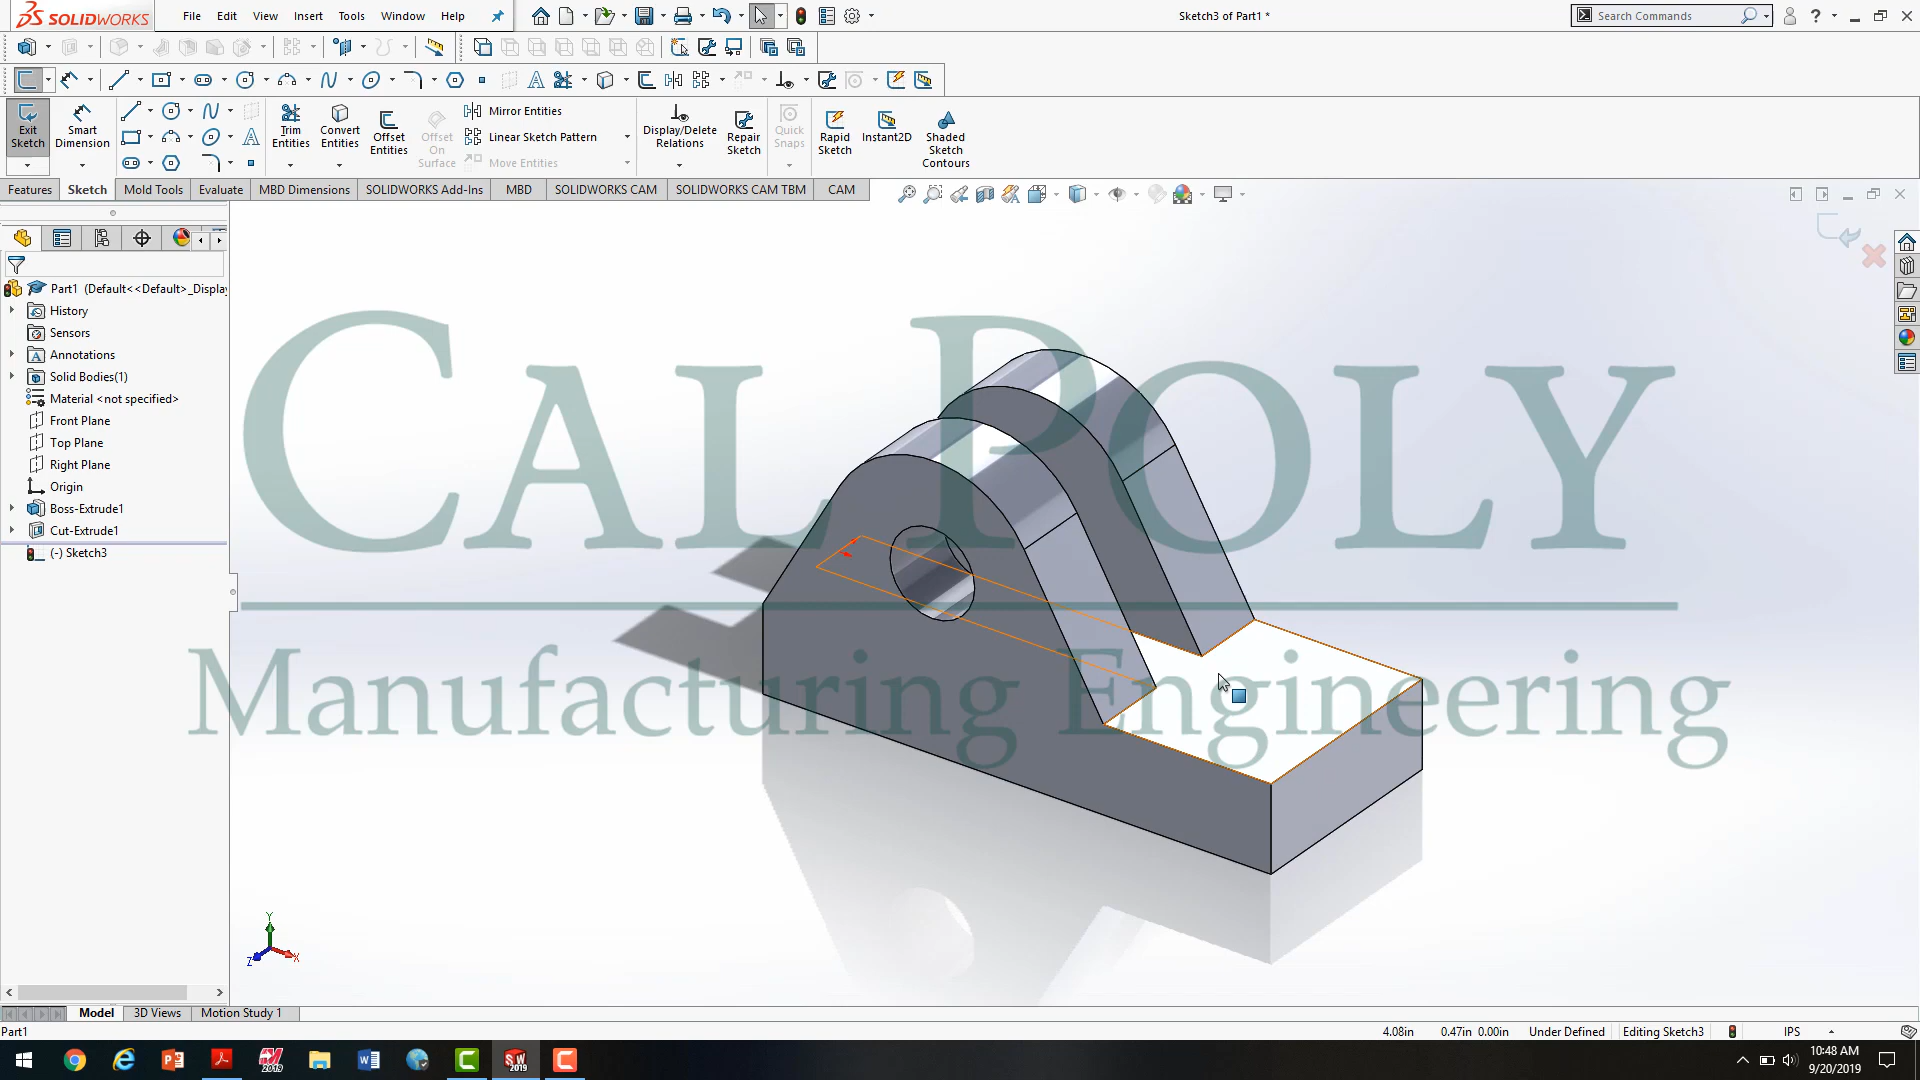 SOLIDWORKS
File Edit View Insert Tools Window Help
Sketch3 of Part1 *
Search Commands
Exit Sketch
Smart Dimension
Trim Entities
Convert Entities
Offset Entities
Offset On Surface
Mirror Entities
Linear Sketch Pattern
Move Entities
Display/Delete Relations
Repair Sketch
Quick Snaps
Rapid Sketch
Instant2D
Shaded Sketch Contours
Features Sketch Mold Tools Evaluate MBD Dimensions SOLIDWORKS Add-Ins MBD SOLIDWORKS CAM SOLIDWORKS CAM TBM CAM
Part1 (Default<<Default>_Display
History
Sensors
Annotations
Solid Bodies(1)
Material <not specified>
Front Plane
Top Plane
Right Plane
Origin
Boss-Extrude1
Cut-Extrude1
(-) Sketch3
CAL POLY
Manufacturing Engineering
Y
Z
X
Model 3D Views Motion Study 1
Part1
4.08in 0.47in 0.00in Under Defined Editing Sketch3 IPS
10:48 AM
9/20/2019